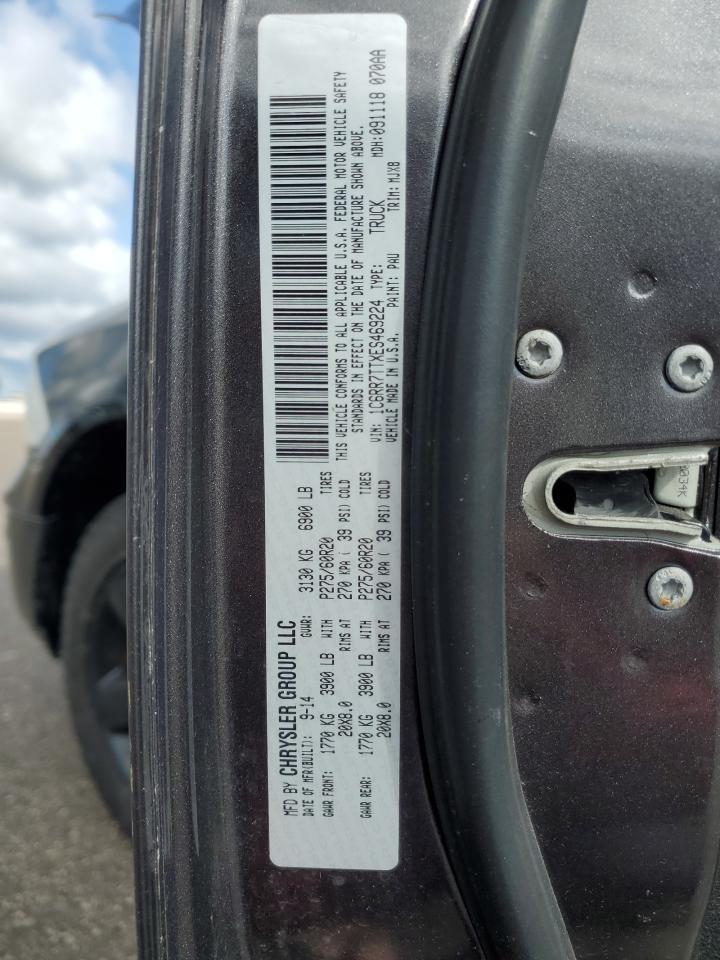 MFD BY CHRYSLER GROUP LLC
DATE OF MFR(BUILT): 9-14 GVWR: 3130 KG 6900 LB
GAWR FRONT: 1770 KG 3900 LB WITH P275/60R20 TIRES
20X8.0 RIMS AT 270 KPA ( 39 PSI) COLD
GAWR REAR: 1770 KG 3900 LB WITH P275/60R20 TIRES
20X8.0 RIMS AT 270 KPA ( 39 PSI) COLD
THIS VEHICLE CONFORMS TO ALL APPLICABLE U.S.A. FEDERAL MOTOR VEHICLE SAFETY
STANDARDS IN EFFECT ON THE DATE OF MANUFACTURE SHOWN ABOVE.
VIN: 1C6RR7TTXES469224 TYPE: TRUCK MDH:091118 070AA
VEHICLE MADE IN U.S.A. PAINT: PAU TRIM: MJXB